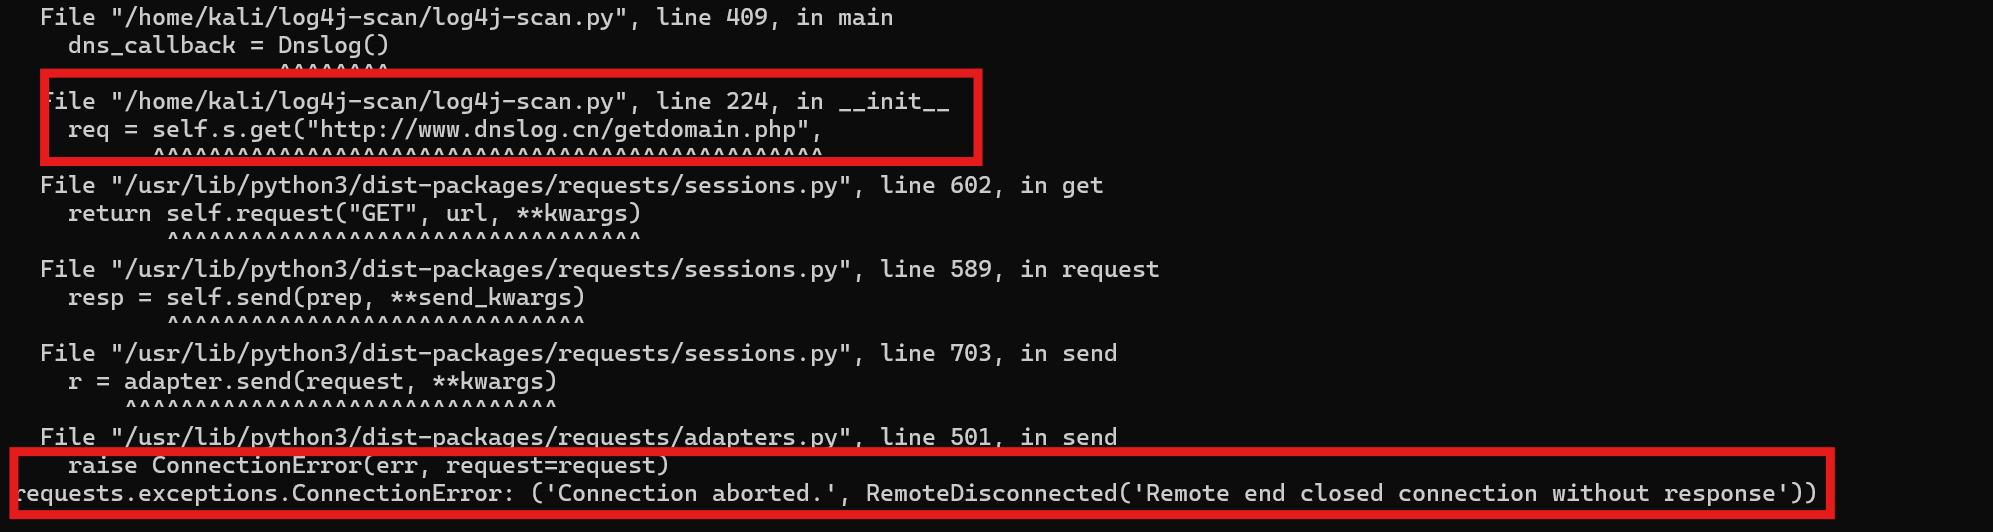 File "/home/kali/log4j-scan/log4j-scan.py", line 409, in main
dns_callback = Dnslog()
^^^^^^^^
File "/home/kali/log4j-scan/log4j-scan.py", line 224, in __init__
req = self.s.get("http://www.dnslog.cn/getdomain.php",
^^^^^^^^^^^^^^^^^^^^^^^^^^^^^^^^^^^^^^^^^^^^^^^^
File "/usr/lib/python3/dist-packages/requests/sessions.py", line 602, in get
return self.request("GET", url, **kwargs)
^^^^^^^^^^^^^^^^^^^^^^^^^^^^^^^^^^
File "/usr/lib/python3/dist-packages/requests/sessions.py", line 589, in request
resp = self.send(prep, **send_kwargs)
^^^^^^^^^^^^^^^^^^^^^^^^^^^^^^
File "/usr/lib/python3/dist-packages/requests/sessions.py", line 703, in send
r = adapter.send(request, **kwargs)
^^^^^^^^^^^^^^^^^^^^^^^^^^^^^^^
File "/usr/lib/python3/dist-packages/requests/adapters.py", line 501, in send
raise ConnectionError(err, request=request)
requests.exceptions.ConnectionError: ('Connection aborted.', RemoteDisconnected('Remote end closed connection without response'))